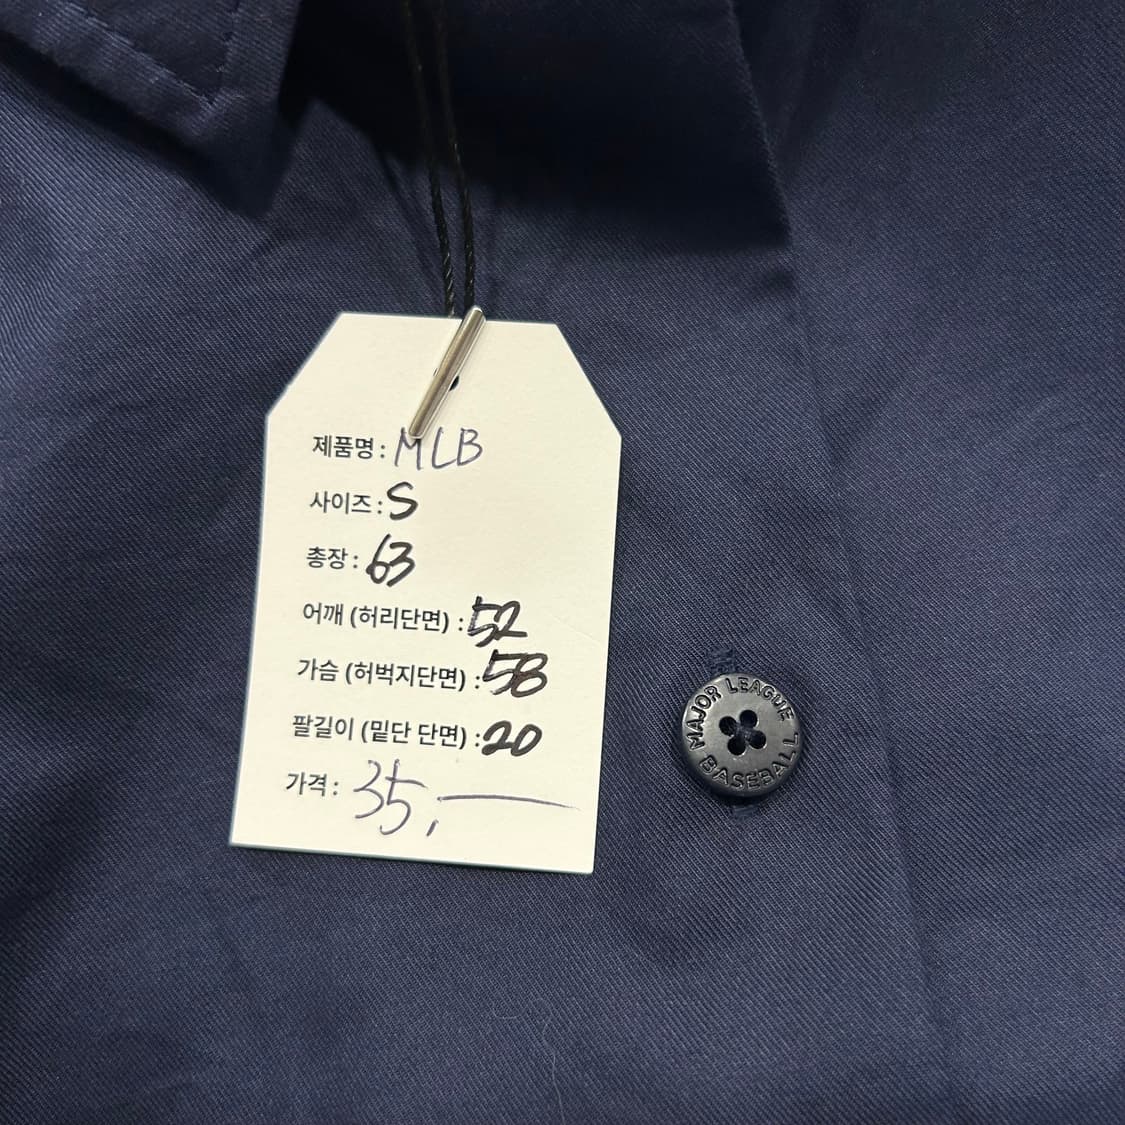 제품명 : MLB
사이즈 : S
총장 : 63
어깨 (허리단면) : 52
가슴 (허벅지단면) : 58
팔길이 (밑단 단면) : 20
가격 : 35,—
MAJOR LEAGUE
BASEBALL